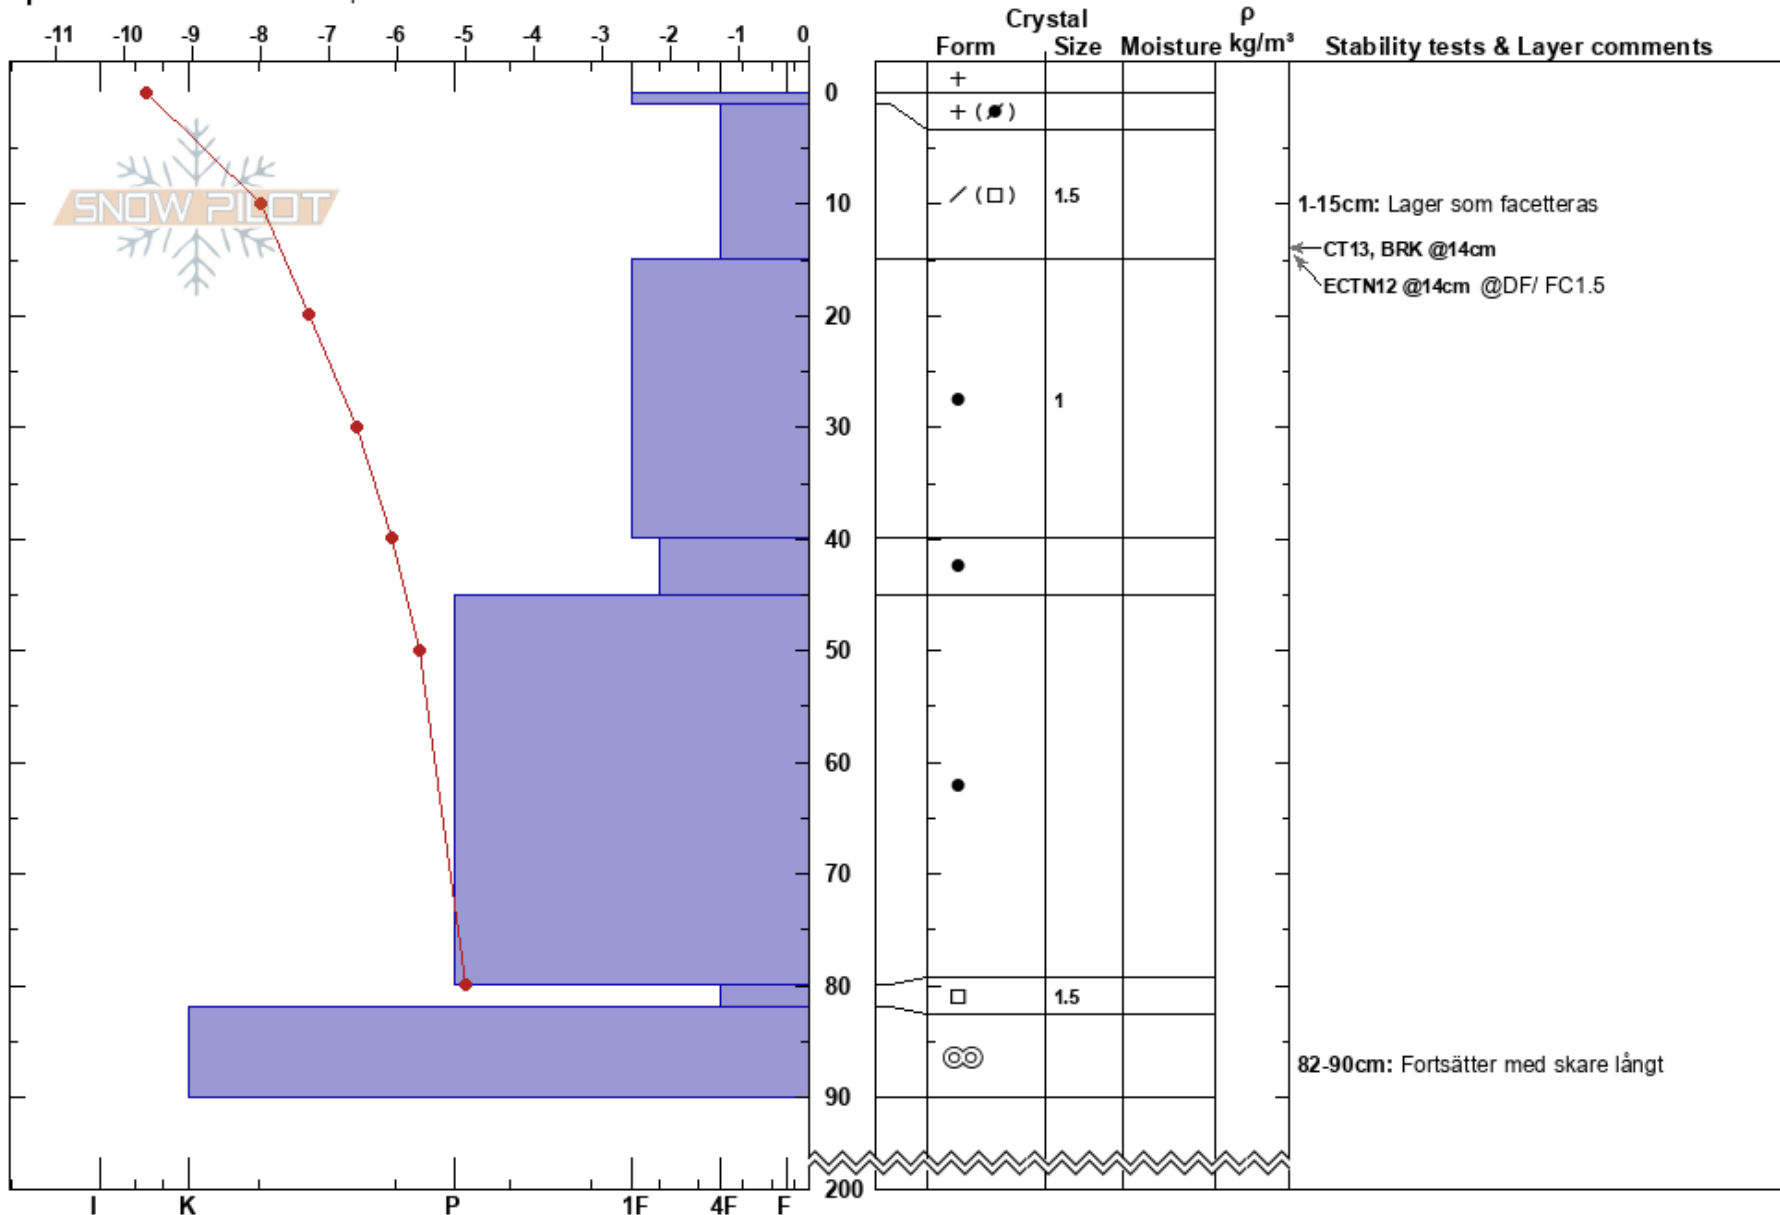 Crystal ρ
Form Size Moisture kg/m³ Stability tests & Layer comments
-11 -10 -9 -8 -7 -6 -5 -4 -3 -2 -1 0
0
+
+ ( )
SNOW PILOT
10
/ (□) 1.5
1-15cm: Lager som facetteras
CT13, BRK @14cm
ECTN12 @14cm @DF/ FC1.5
20
30
● 1
40
●
50
60
●
70
80
□ 1.5
82-90cm: Fortsätter med skare långt
90
200
I K P 1F 4F F